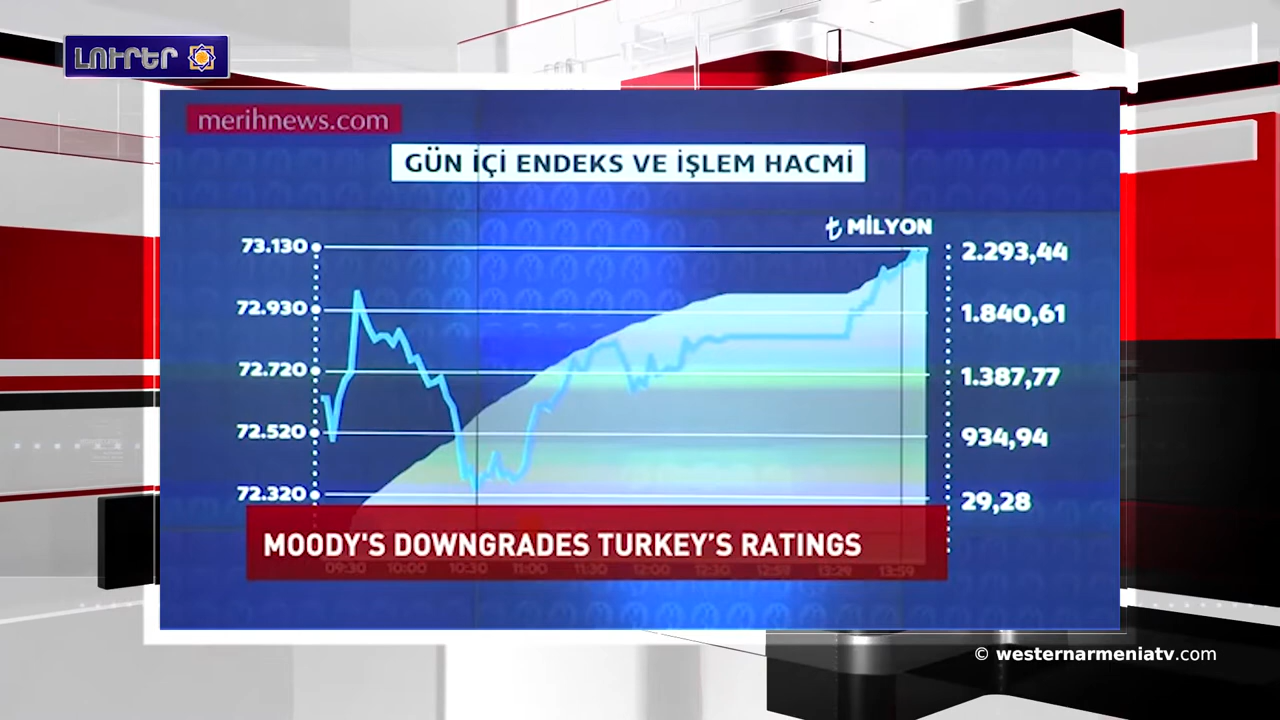 ԼՈՒՐԵՐ
merihnews.com
GÜN İÇİ ENDEKS VE İŞLEM HACMİ
₺ MİLYON
73.130 2.293,44
72.930 1.840,61
72.720 1.387,77
72.520 934,94
72.320 29,28
MOODY'S DOWNGRADES TURKEY'S RATINGS
09:30 10:00 10:30 11:00 11:30 12:00 12:30 12:59 13:29 13:59
© westernarmeniatv.com